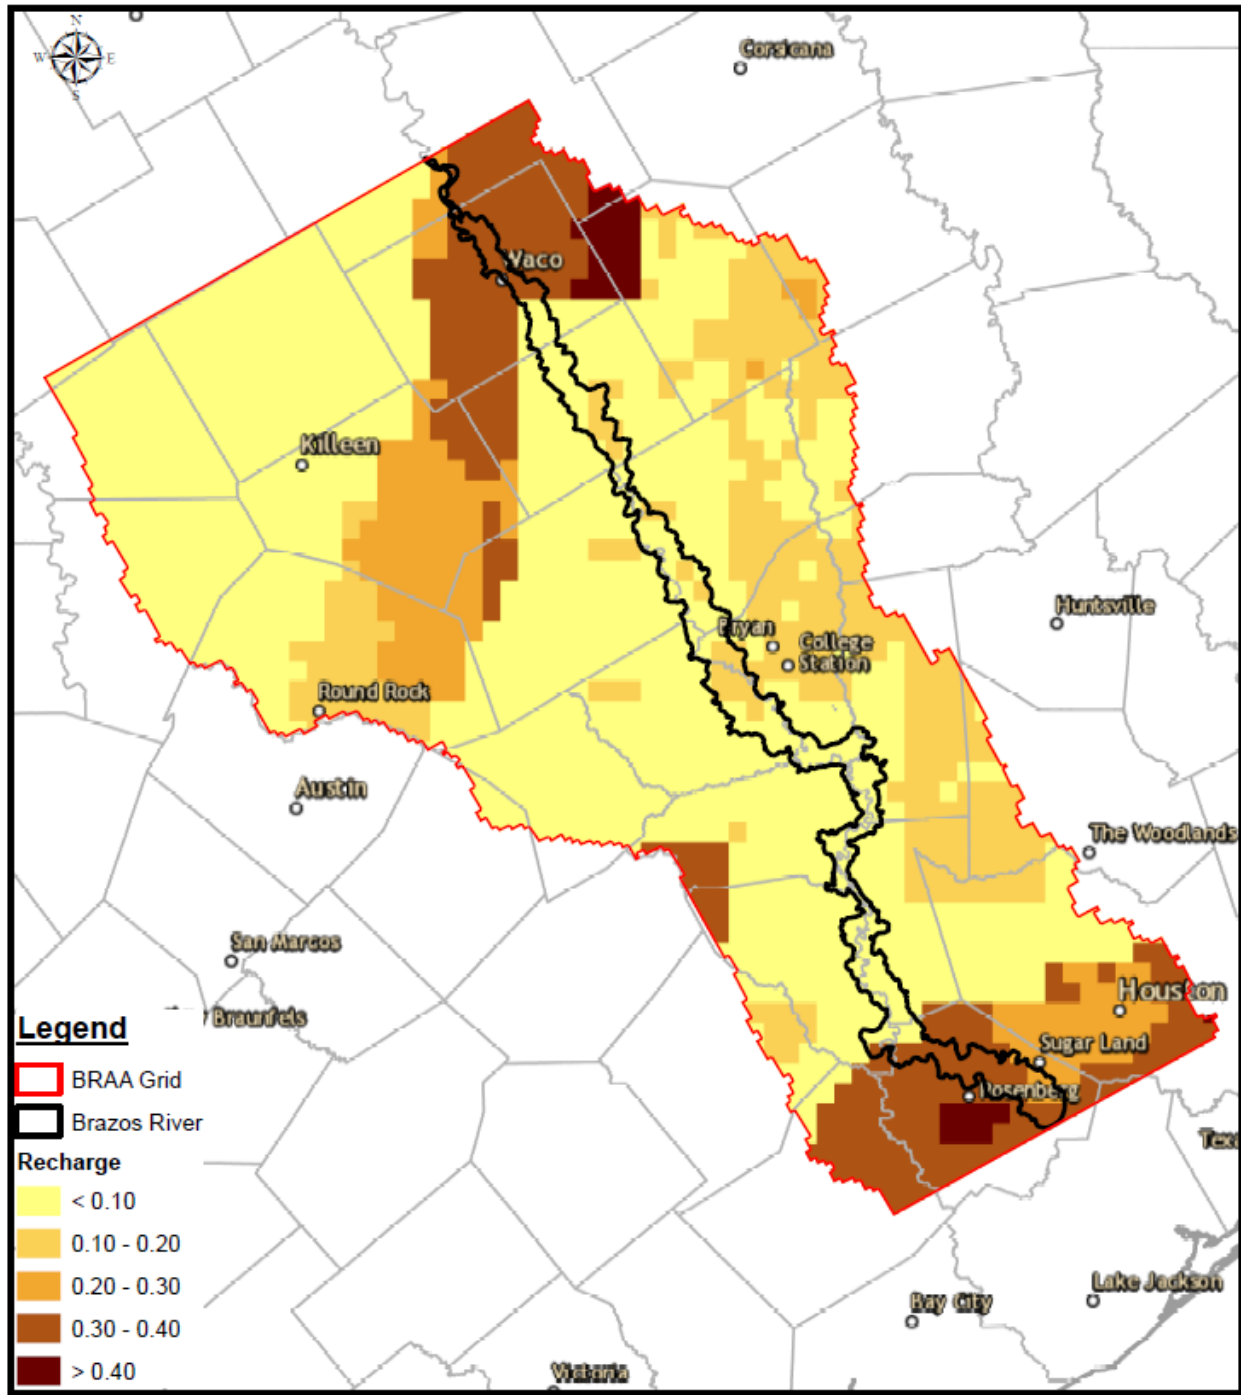 N
W E
S
Corsicana
Waco
Killeen
Huntsville
Bryan
College
Station
Round Rock
Austin
The Woodlands
San Marcos
Houston
Braunfels
Sugar Land
Rosenberg
Lake Jackson
Bay City
Victoria
Legend
BRAA Grid
Brazos River
Recharge
< 0.10
0.10 - 0.20
0.20 - 0.30
0.30 - 0.40
> 0.40